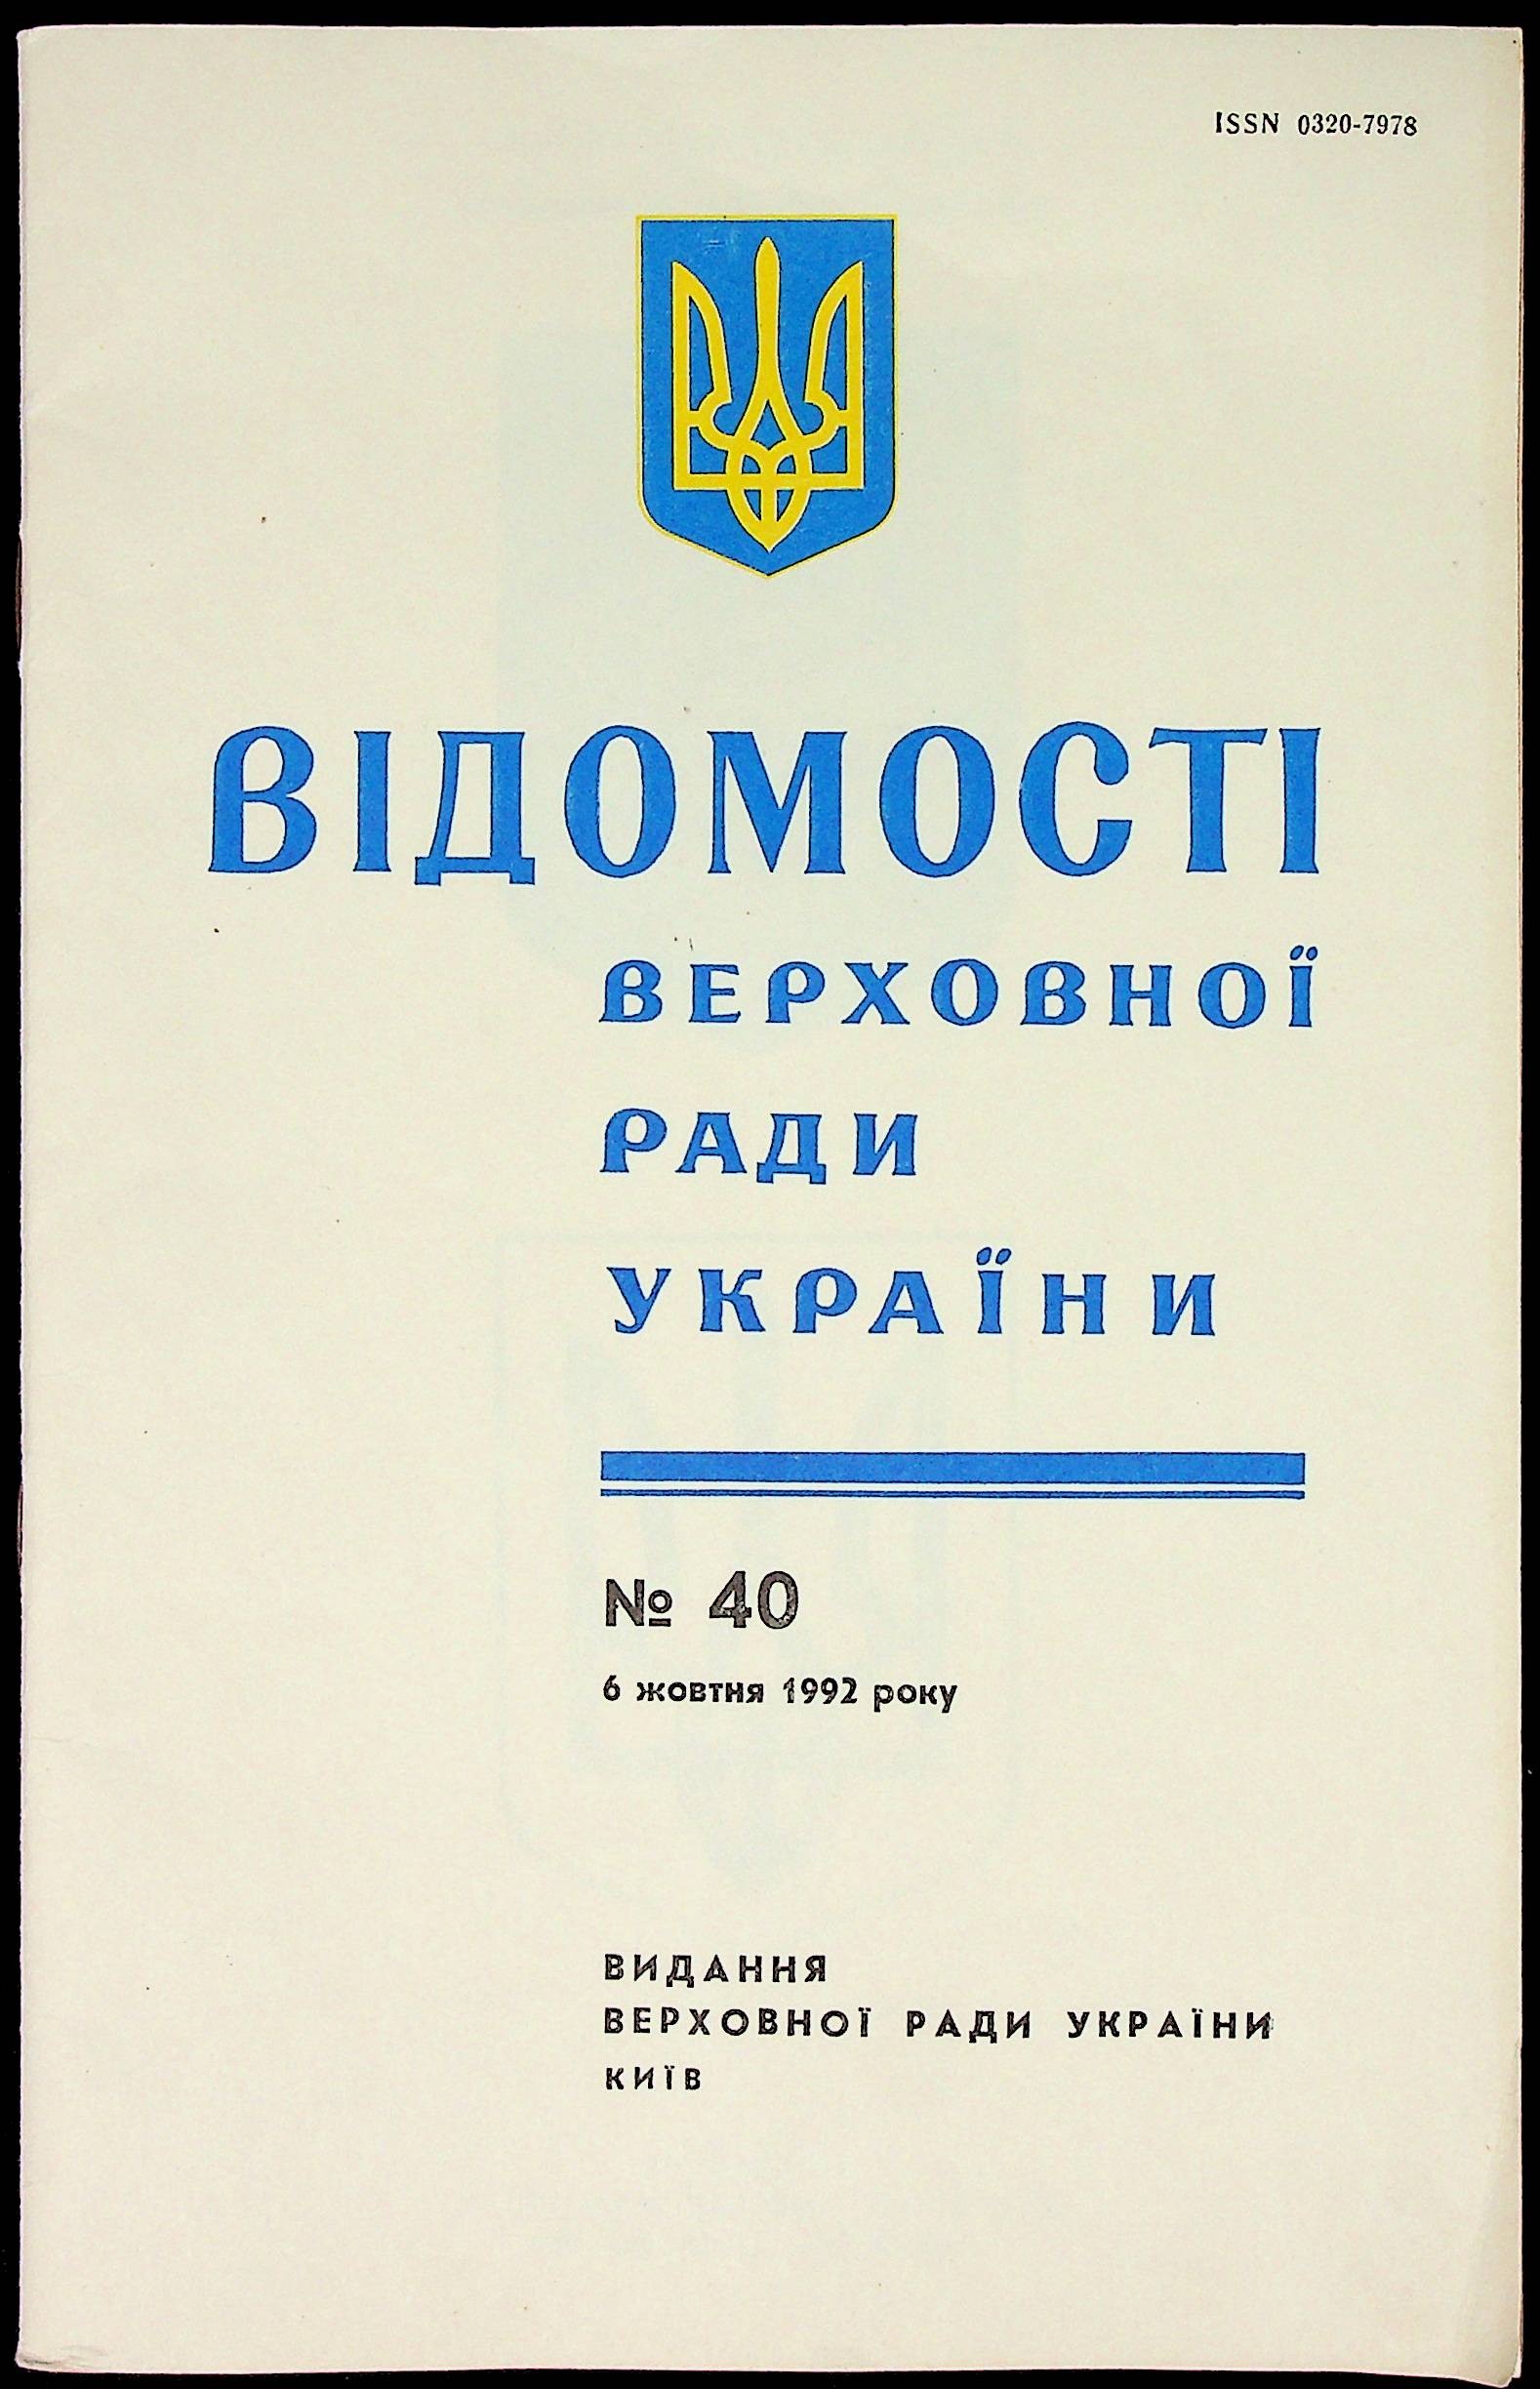 ISSN 0320-7978
ВІДОМОСТІ
ВЕРХОВНОЇ
РАДИ
УКРАЇНИ
№ 40
6 жовтня 1992 року
ВИДАННЯ
ВЕРХОВНОЇ РАДИ УКРАЇНИ
КИЇВ